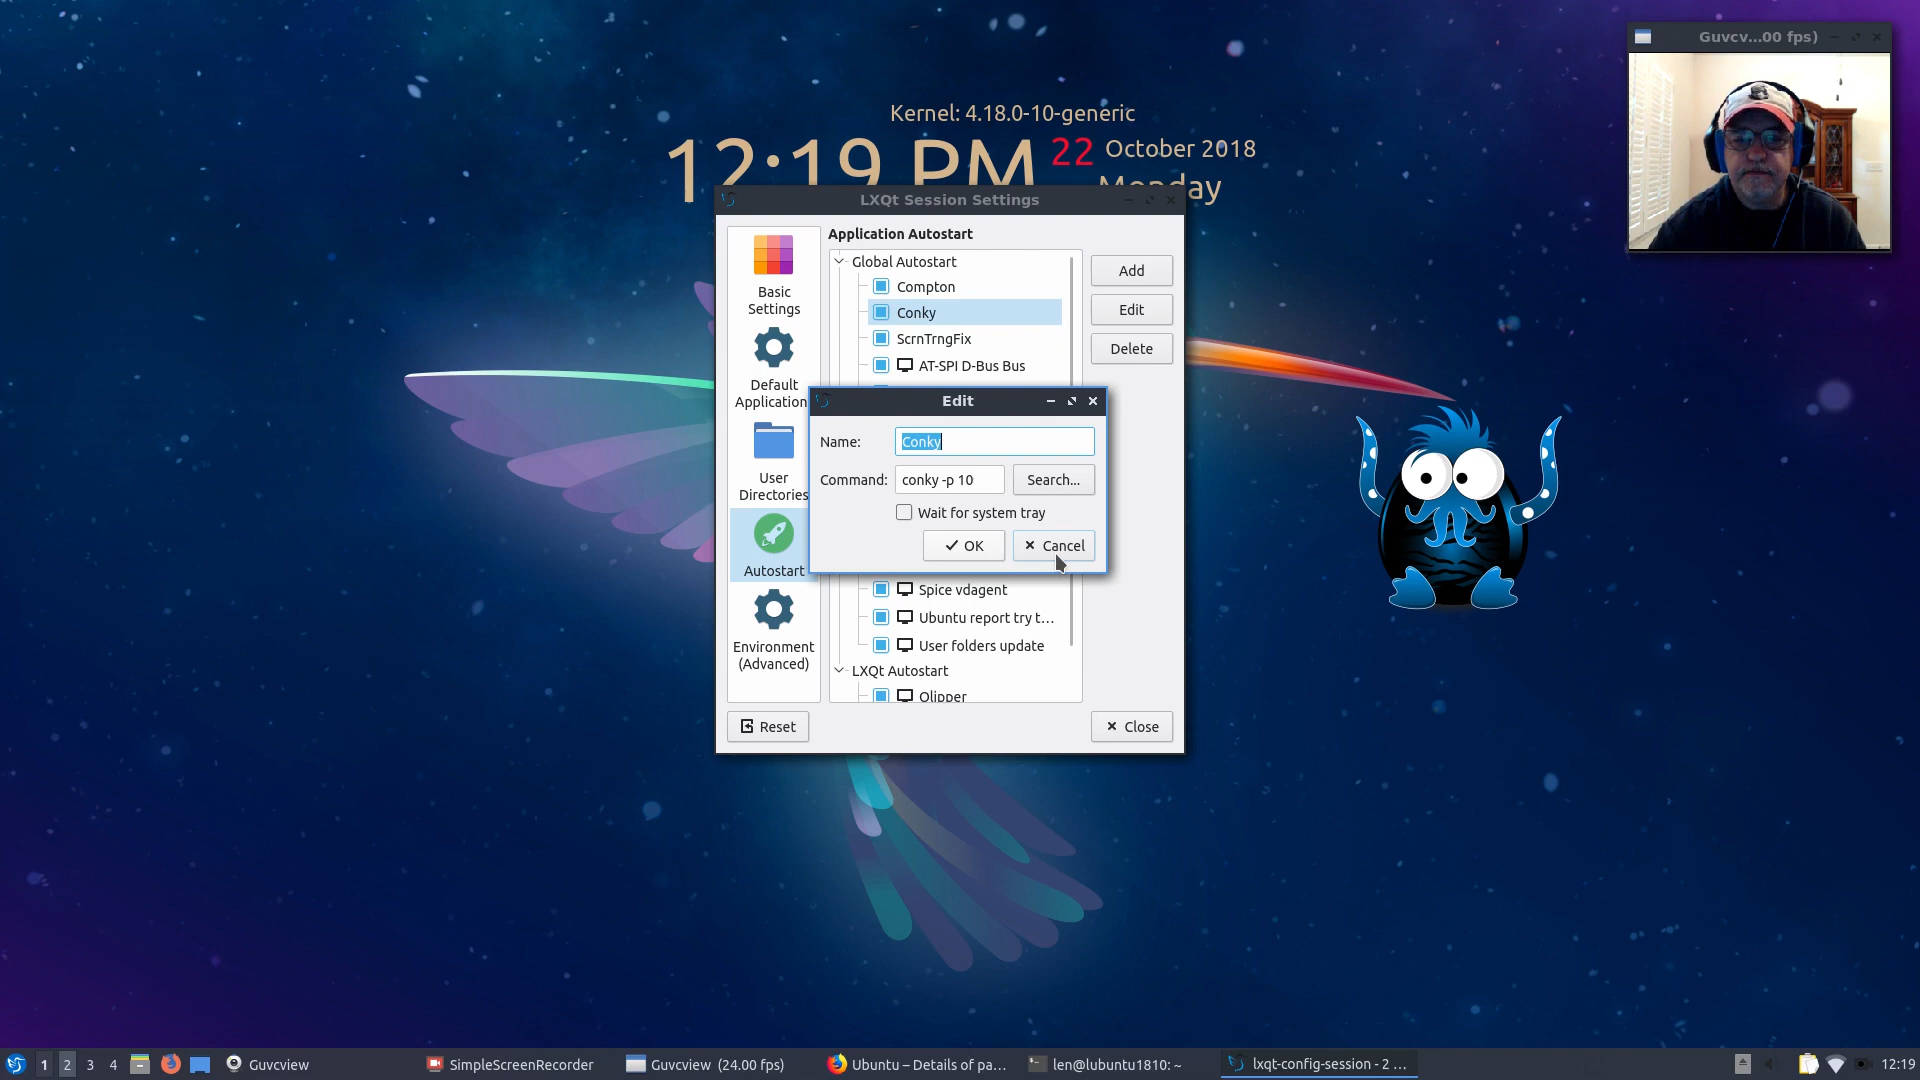 Guvcv...00 fps)
Kernel: 4.18.0-10-generic
12:19 PM 22 October 2018
Monday
LXQt Session Settings
Basic
Settings
Default
Application
User
Directories
Autostart
Environment
(Advanced)
Application Autostart
Global Autostart
Compton
Conky
ScrnTrngFix
AT-SPI D-Bus Bus
Add
Edit
Delete
Edit
Name: Conky
Command: conky -p 10 Search...
Wait for system tray
OK Cancel
Spice vdagent
Ubuntu report try t...
User folders update
LXQt Autostart
Qlipper
Reset
Close
1 2 3 4 Guvcview SimpleScreenRecorder Guvcview (24.00 fps) Ubuntu – Details of pa... len@lubuntu1810: ~ lxqt-config-session - 2 ... 12:19